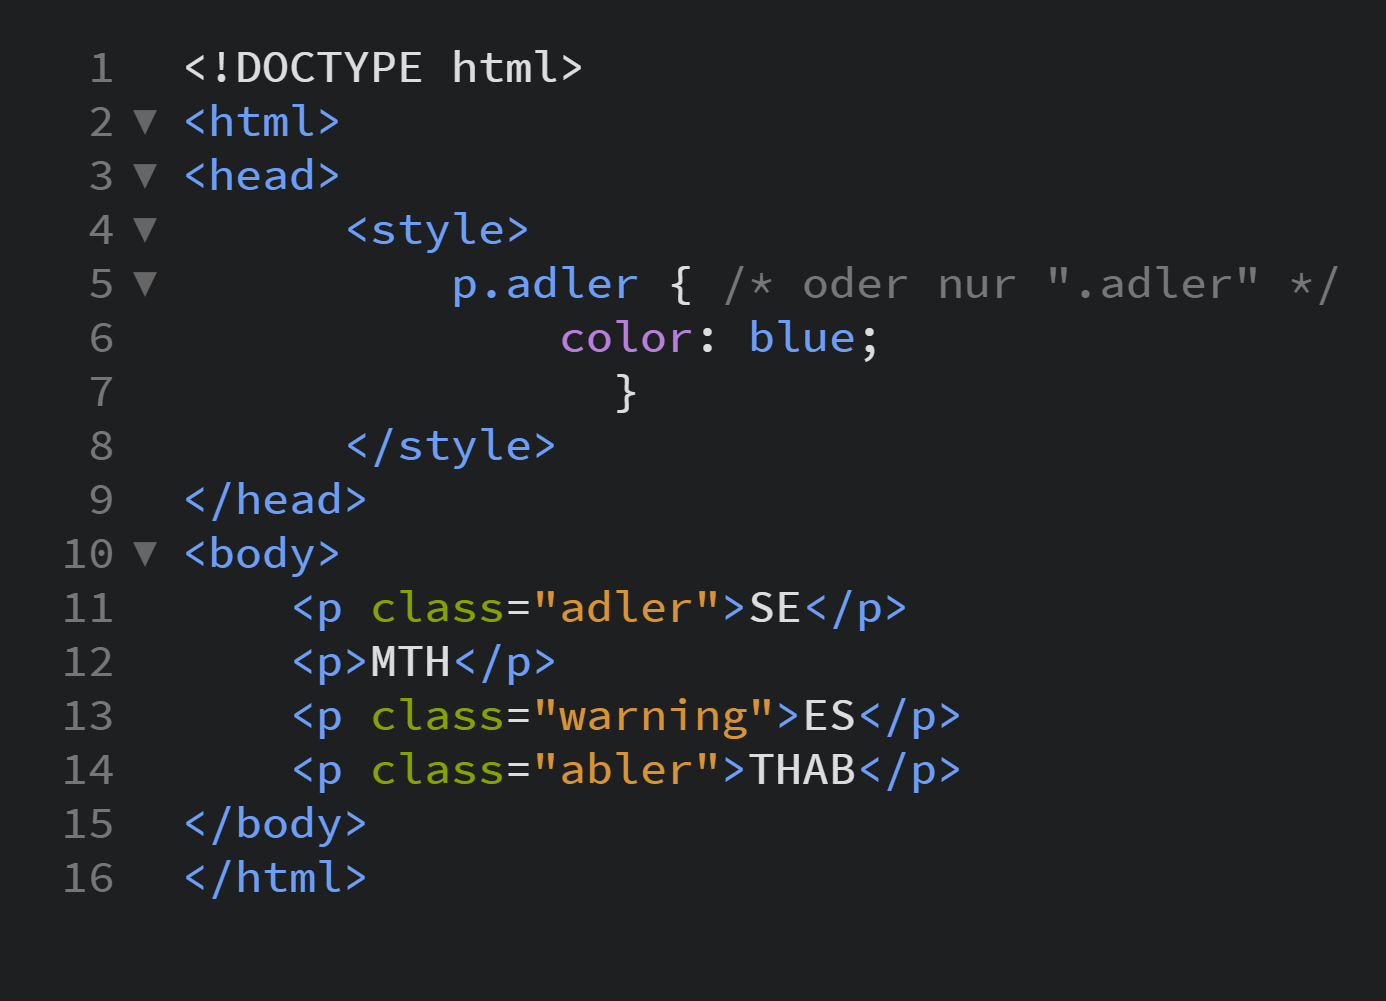 1 <!DOCTYPE html>
2 ▼ <html>
3 ▼ <head>
4 ▼ <style>
5 ▼ p.adler { /* oder nur ".adler" */
6 color: blue;
7 }
8 </style>
9 </head>
10 ▼ <body>
11 <p class="adler">SE</p>
12 <p>MTH</p>
13 <p class="warning">ES</p>
14 <p class="abler">THAB</p>
15 </body>
16 </html>